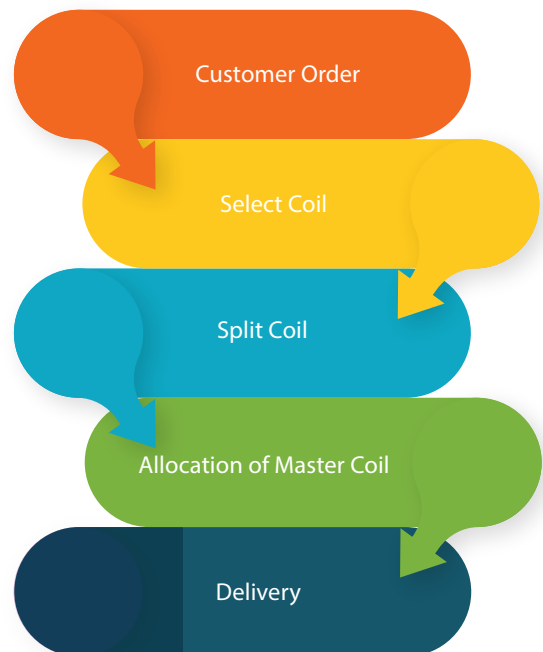 Customer Order
Select Coil
Split Coil
Allocation of Master Coil
Delivery